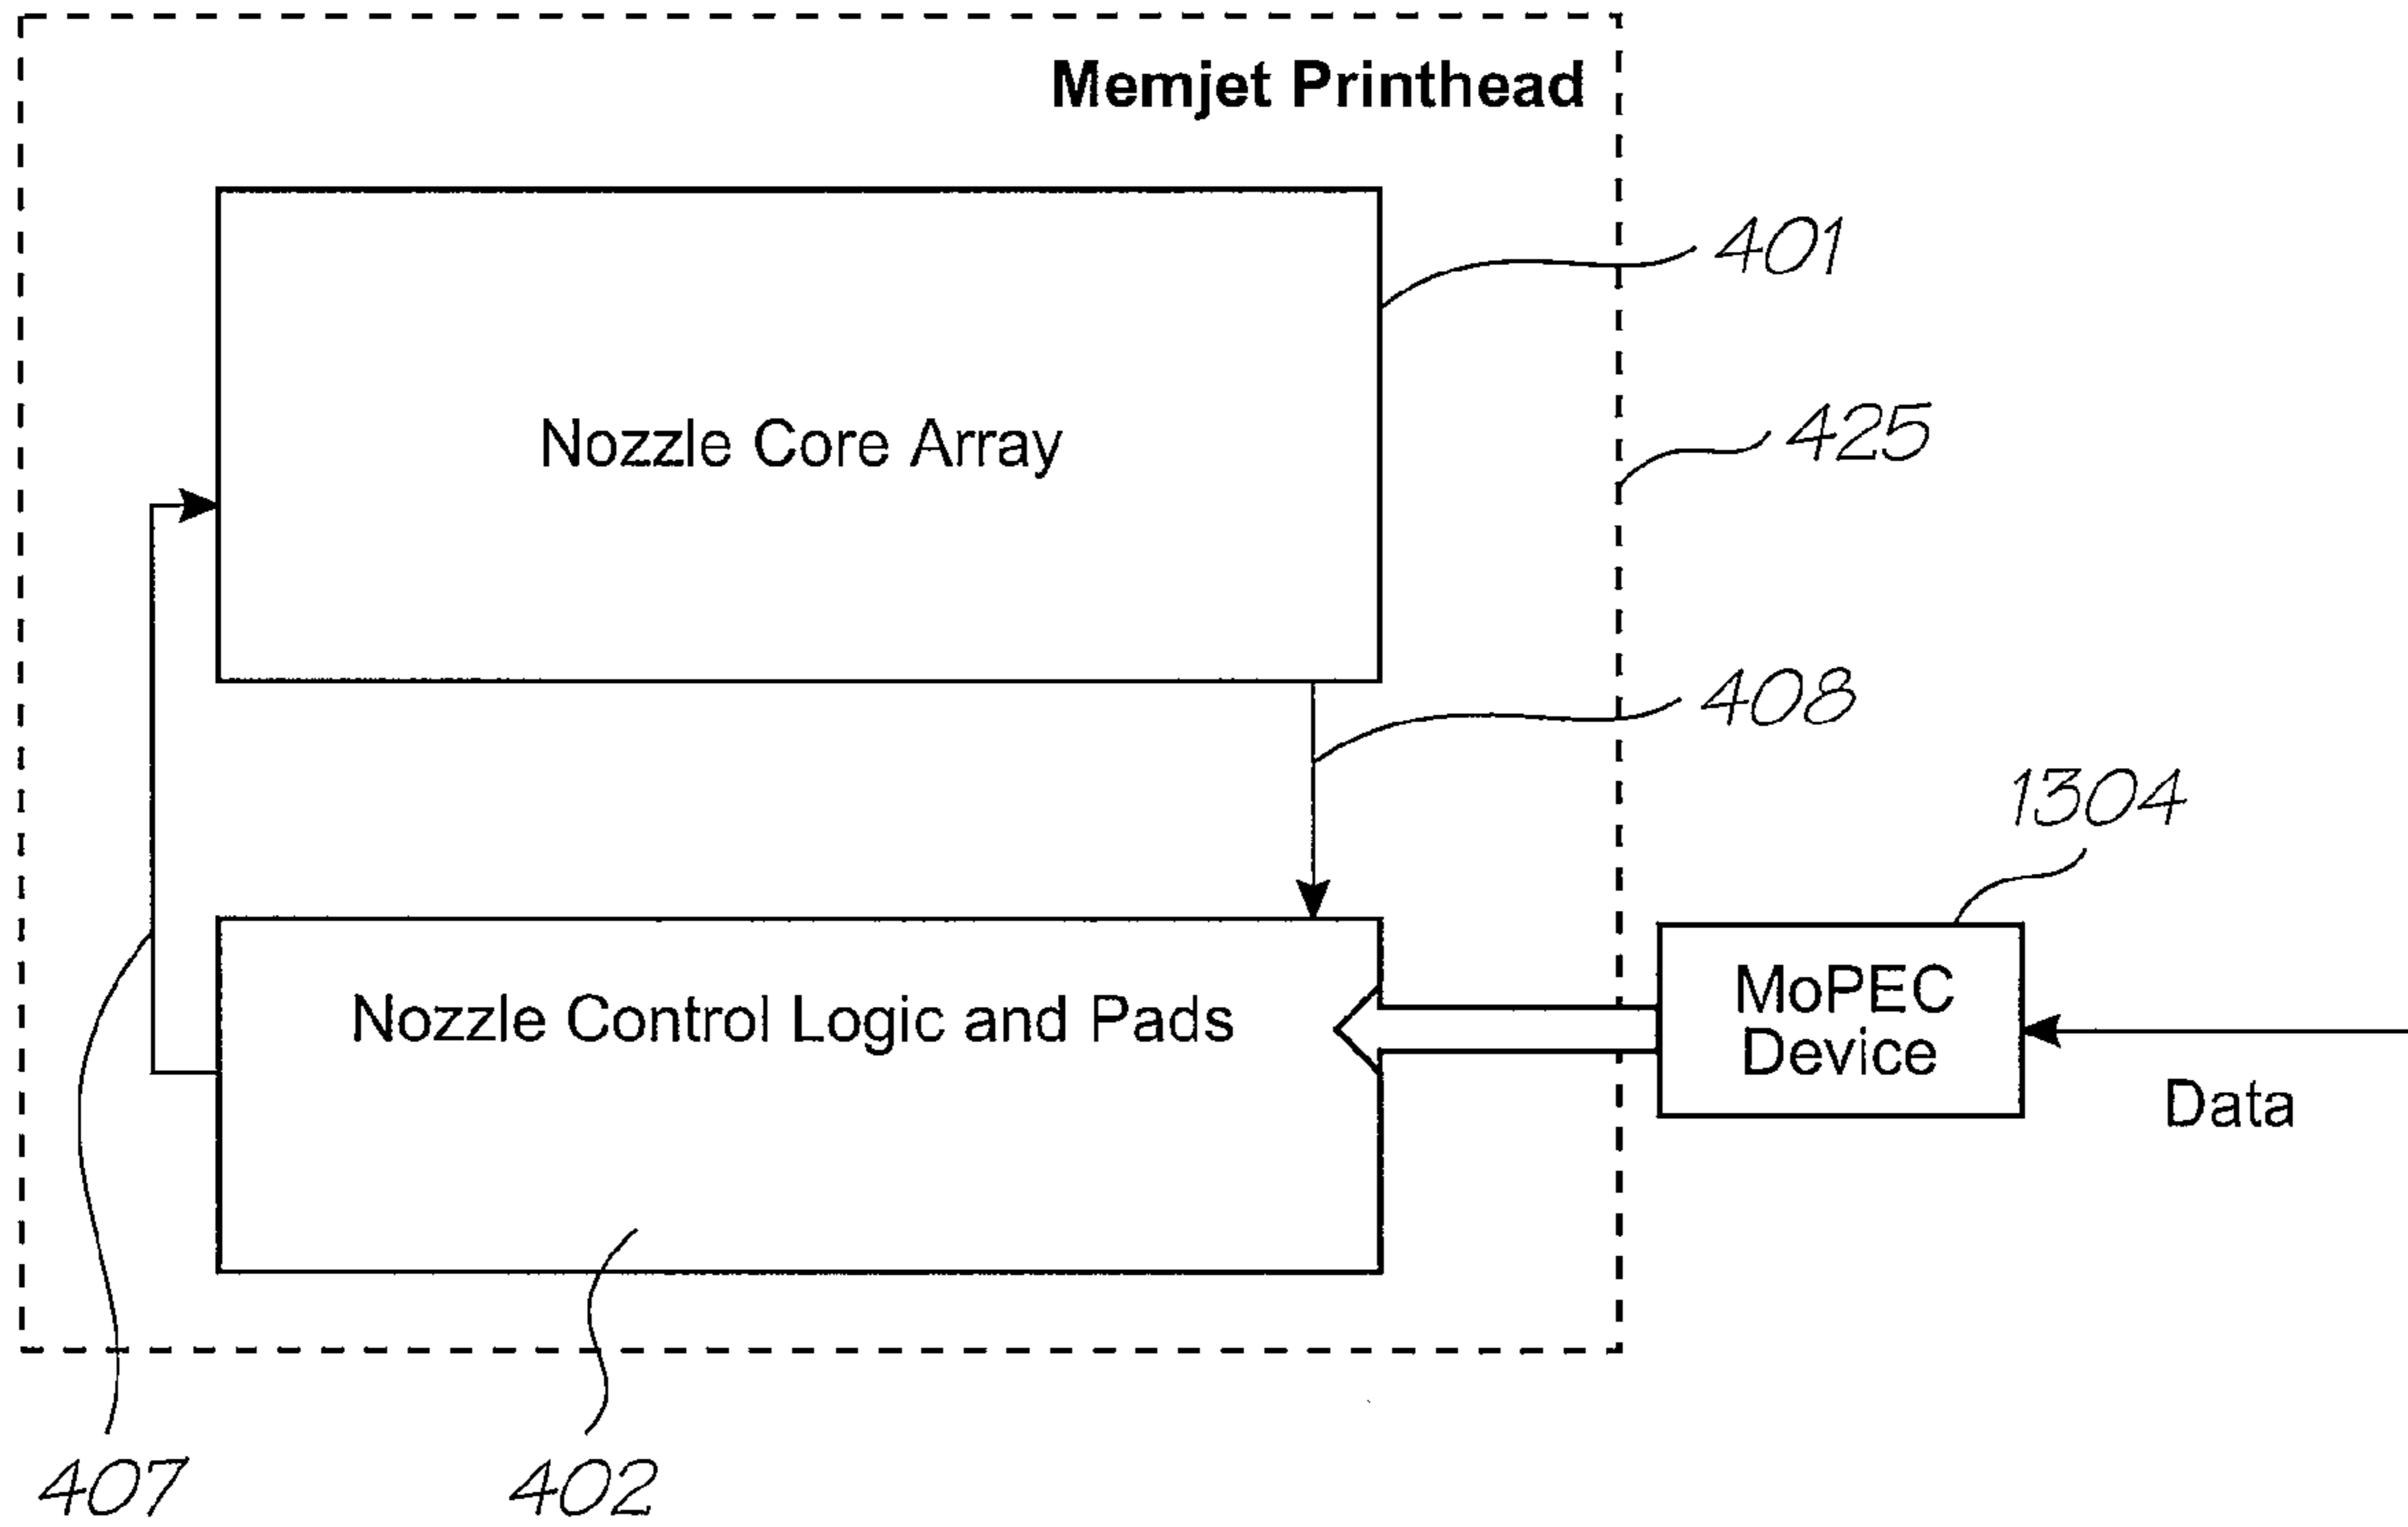 Memjet Printhead
401
Nozzle Core Array
425
408
1304
Nozzle Control Logic and Pads
MoPEC
Device
Data
407
402